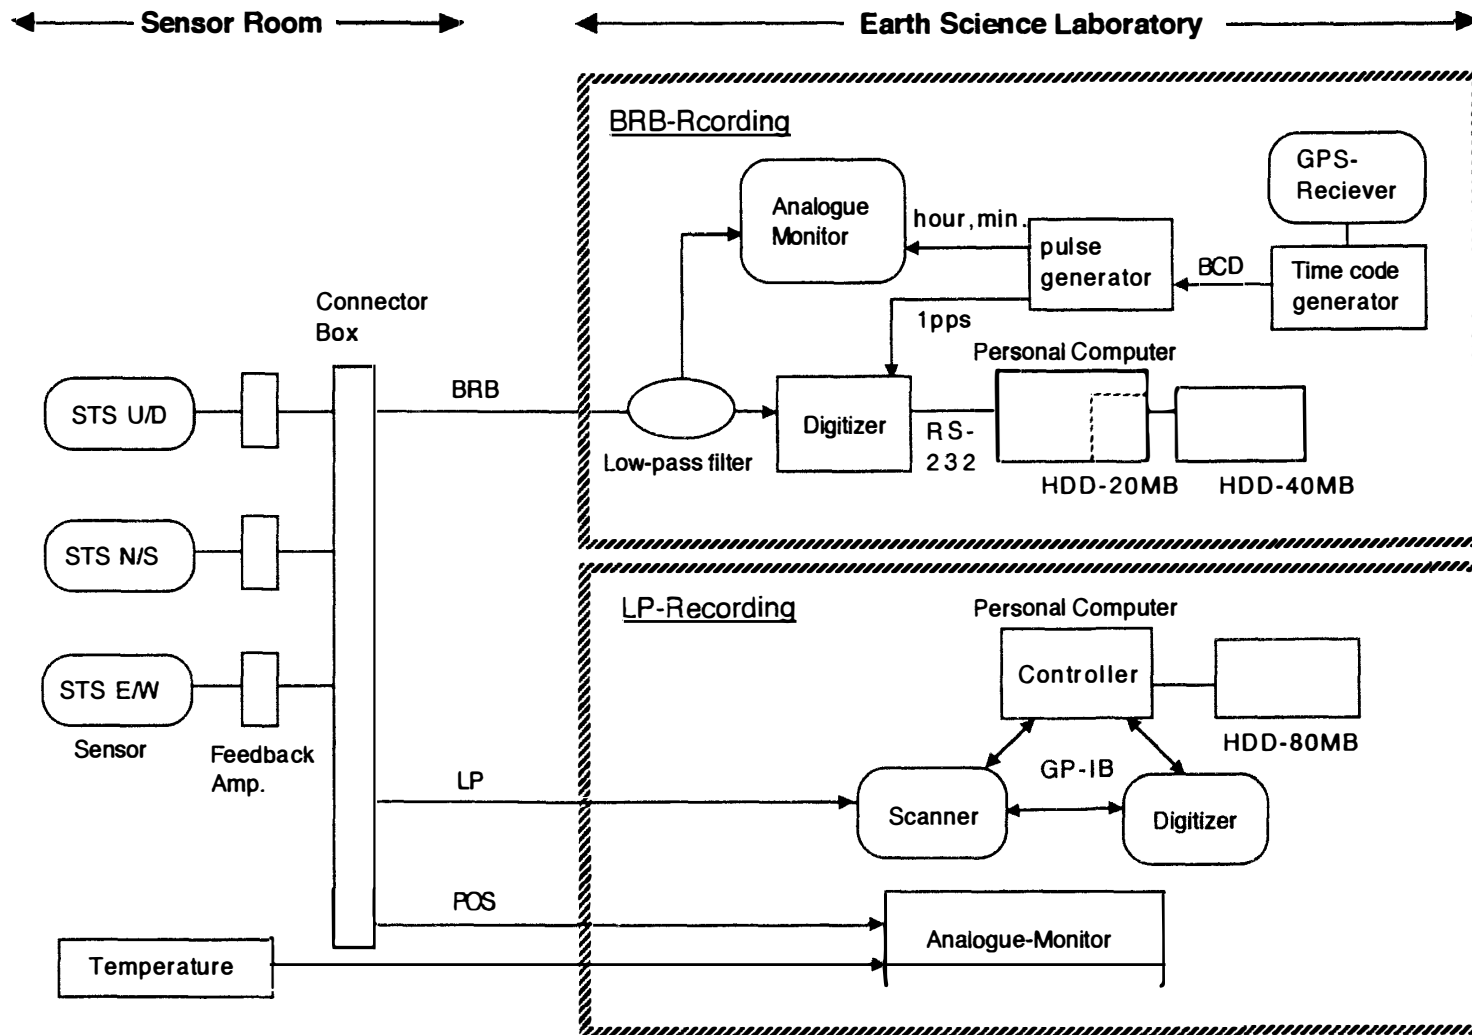 Sensor Room
Earth Science Laboratory
BRB-Rcording
GPS-
Reciever
Analogue
Monitor
hour,min.
pulse
generator
BCD
Time code
generator
1pps
Connector
Box
Personal Computer
STS U/D
BRB
Digitizer
RS-
232
Low-pass filter
HDD-20MB
HDD-40MB
STS N/S
LP-Recording
Personal Computer
Controller
STS E/W
Sensor
Feedback
Amp.
HDD-80MB
GP-IB
LP
Scanner
Digitizer
POS
Analogue-Monitor
Temperature